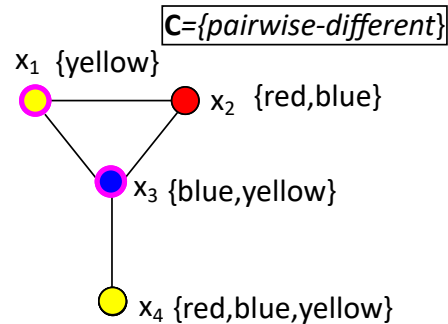 C={pairwise-different}
x₁ {yellow}
x₂ {red,blue}
x₃ {blue,yellow}
x₄ {red,blue,yellow}